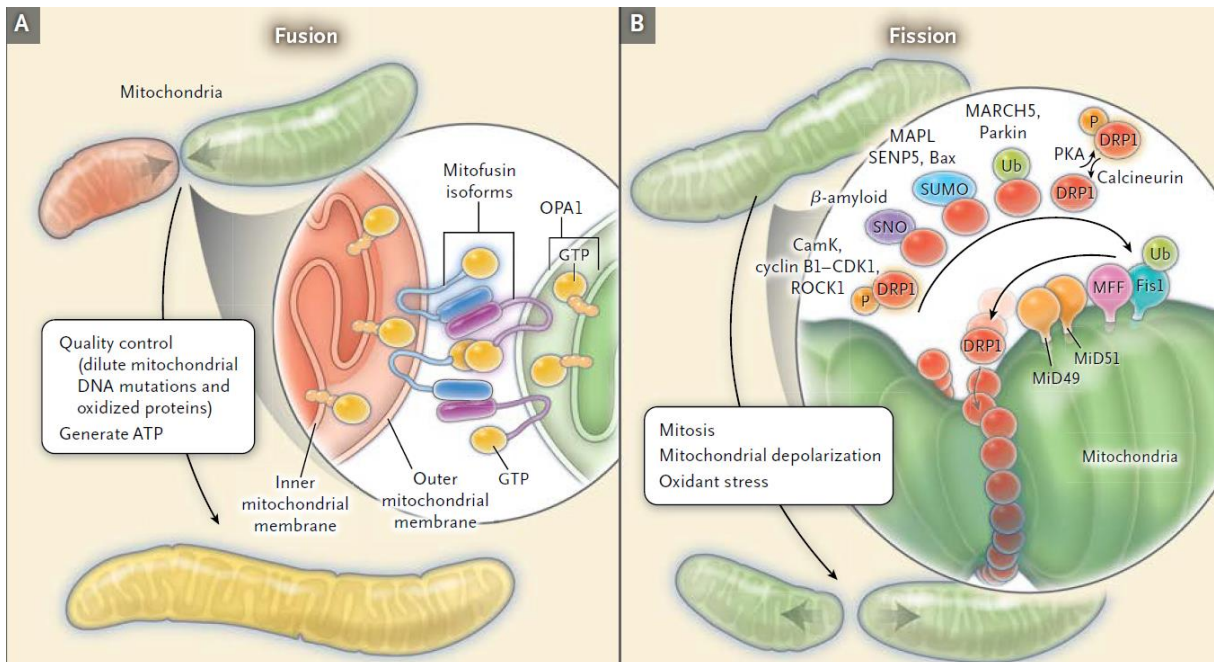 A
Fusion
Mitochondria
Mitofusin
isoforms
OPA1
GTP
Quality control
(dilute mitochondrial
DNA mutations and
oxidized proteins)
Generate ATP
Inner
mitochondrial
membrane
Outer
mitochondrial
membrane
GTP
B
Fission
MARCH5,
Parkin
P
DRP1
MAPL
SENP5, Bax
Ub
PKA
Calcineurin
SUMO
DRP1
β-amyloid
SNO
CamK,
cyclin B1–CDK1,
ROCK1
P
DRP1
Ub
MFF
Fis1
DRP1
MiD51
MiD49
Mitosis
Mitochondrial depolarization
Oxidant stress
Mitochondria